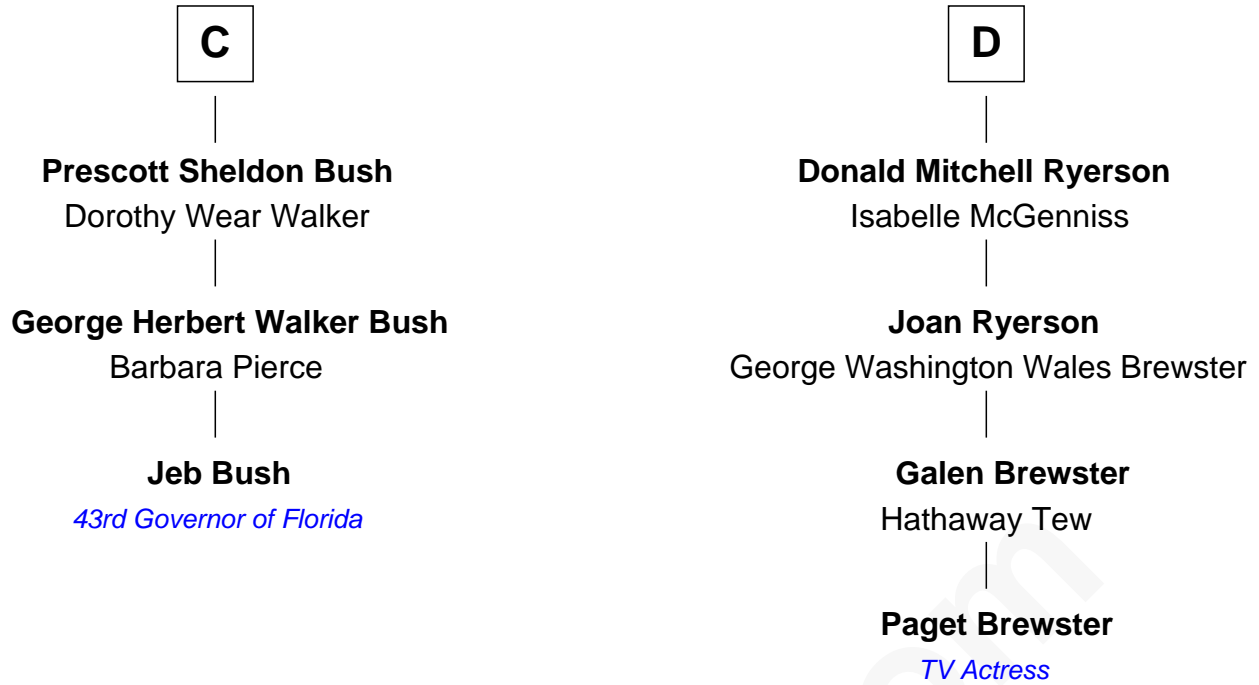 C
Prescott Sheldon Bush
Dorothy Wear Walker
George Herbert Walker Bush
Barbara Pierce
Jeb Bush
43rd Governor of Florida
D
Donald Mitchell Ryerson
Isabelle McGenniss
Joan Ryerson
George Washington Wales Brewster
Galen Brewster
Hathaway Tew
Paget Brewster
TV Actress
om